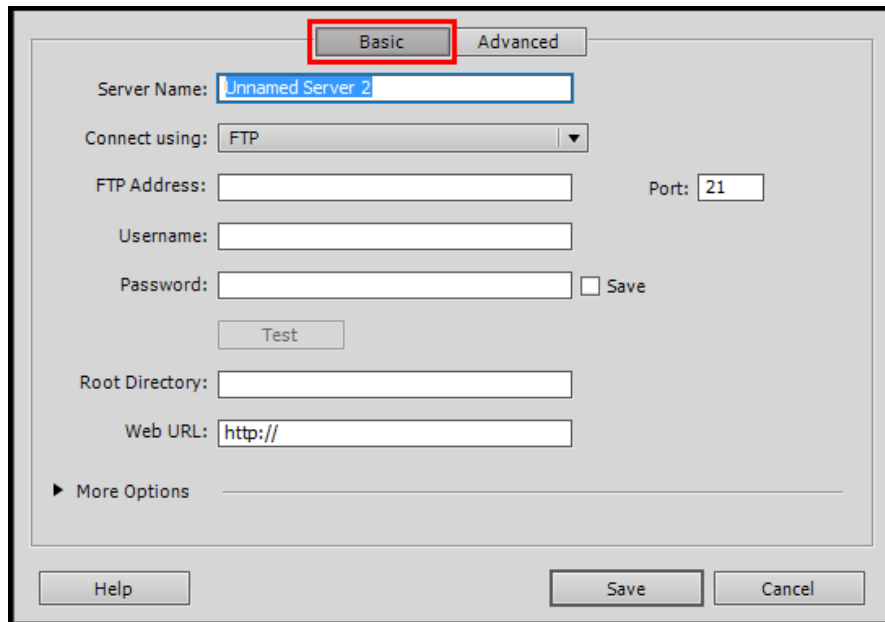 Basic Advanced
Server Name: Unnamed Server 2
Connect using: FTP
FTP Address: Port: 21
Username:
Password: Save
Test
Root Directory:
Web URL: http://
More Options
Help Save Cancel